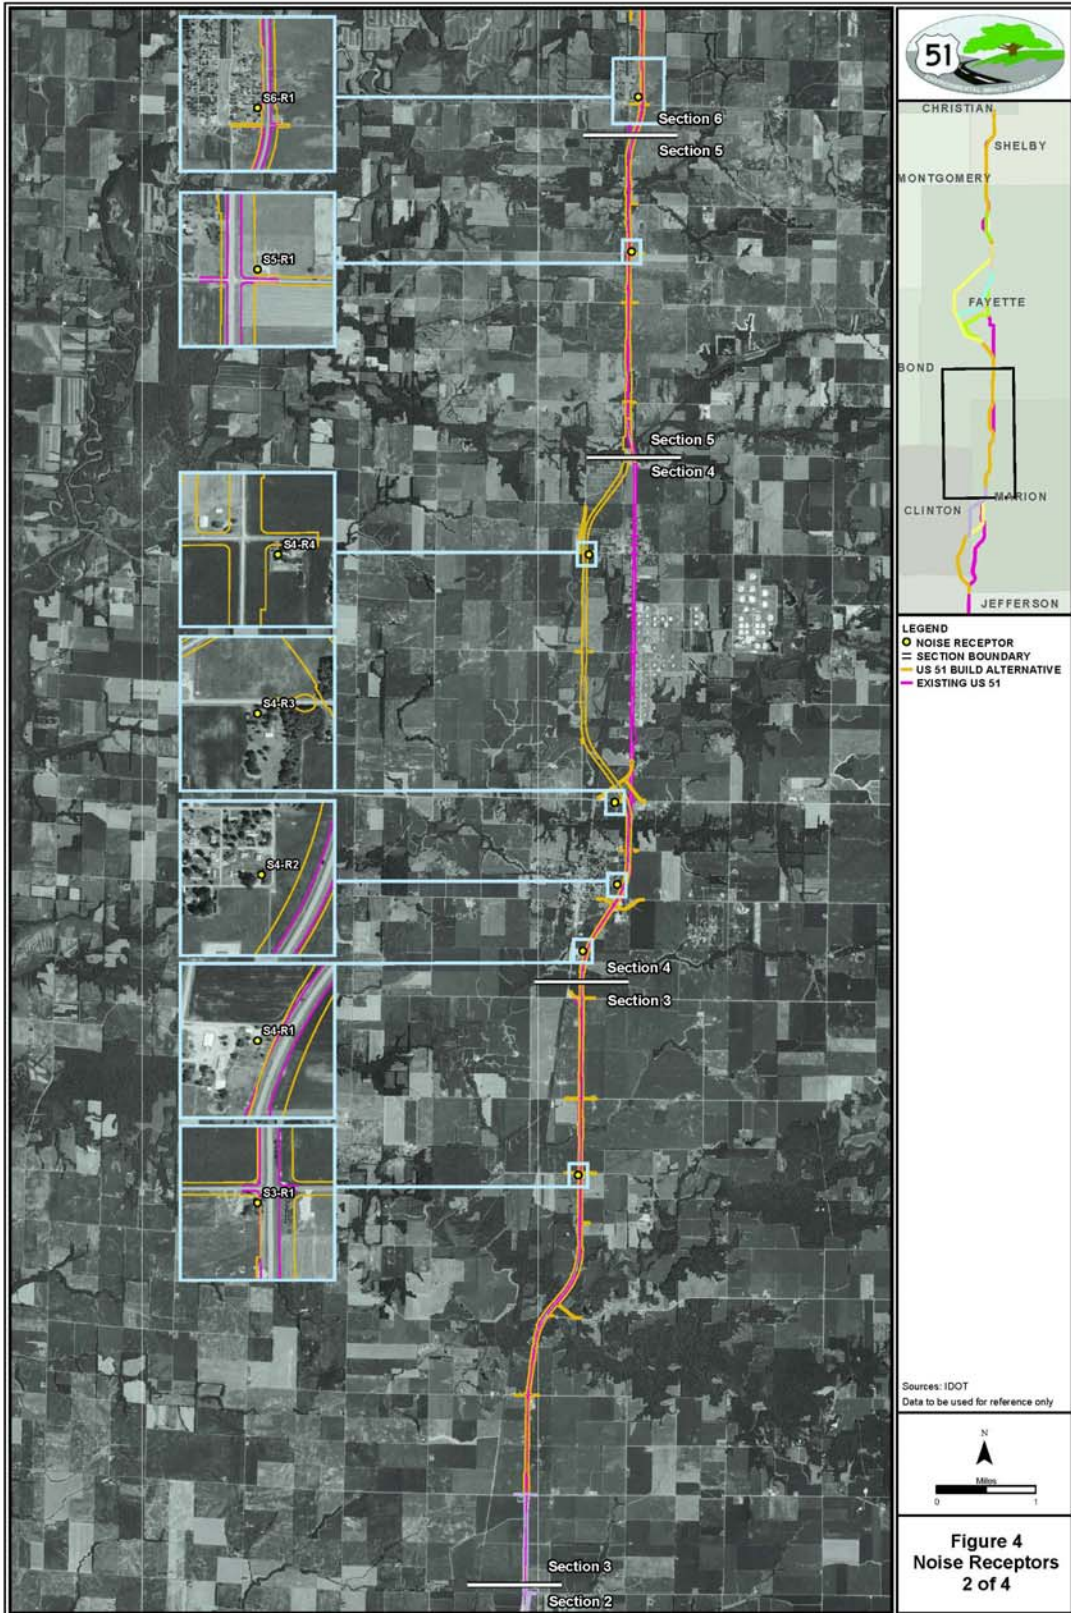 S6-R1
Section 6
Section 5
S5-R1
Section 5
Section 4
S4-R4
S4-R3
S4-R2
Section 4
Section 3
S4-R1
S3-R1
Section 3
Section 2
51
ENVIRONMENTAL IMPACT STATEMENT
CHRISTIAN
SHELBY
MONTGOMERY
FAYETTE
BOND
MARION
CLINTON
JEFFERSON
LEGEND
NOISE RECEPTOR
SECTION BOUNDARY
US 51 BUILD ALTERNATIVE
EXISTING US 51
Sources: IDOT
Data to be used for reference only
N
Miles
0 1
Figure 4
Noise Receptors
2 of 4